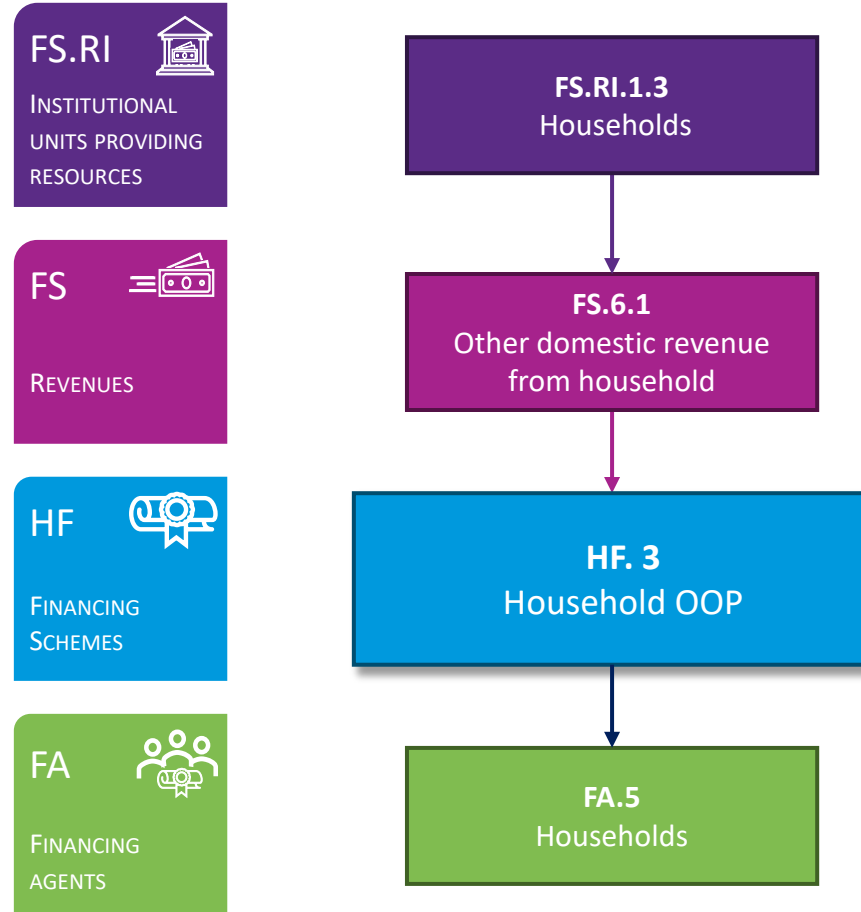 FS.RI
INSTITUTIONAL
UNITS PROVIDING
RESOURCES
FS.RI.1.3
Households
FS
REVENUES
FS.6.1
Other domestic revenue
from household
HF
FINANCING
SCHEMES
HF. 3
Household OOP
FA
FINANCING
AGENTS
FA.5
Households